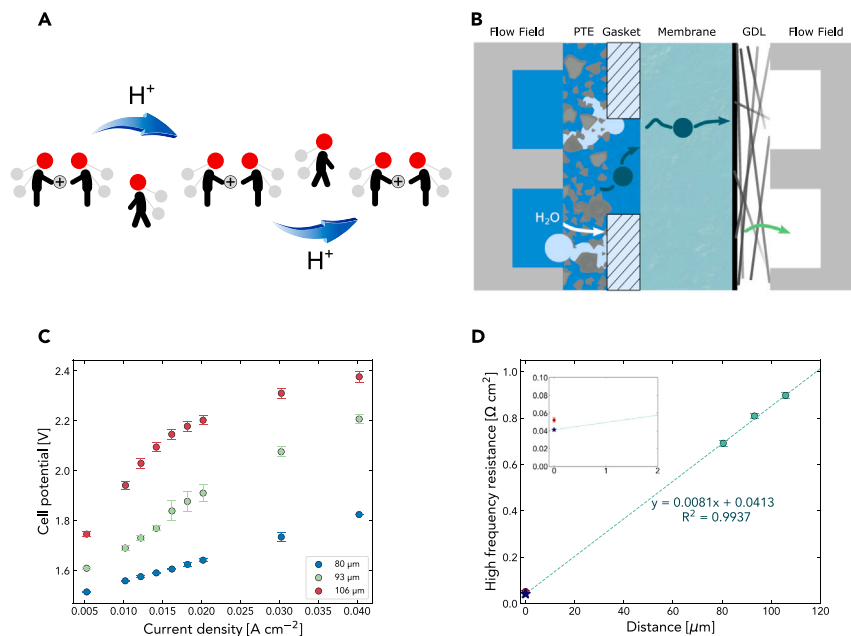 A
H+
H+
B
Flow Field
PTE
Gasket
Membrane
GDL
Flow Field
H2O
C
Cell potential [V]
2.4
2.2
2.0
1.8
1.6
0.005
0.010
0.015
0.020
0.025
0.030
0.035
0.040
Current density [A cm−2]
80 μm
93 μm
106 μm
D
High frequency resistance [Ω cm2]
1.0
0.8
0.6
0.4
0.2
0.0
0
20
40
60
80
100
120
Distance [μm]
0.10
0.08
0.06
0.04
0.02
0.00
0
1
2
y = 0.0081x + 0.0413
R2 = 0.9937